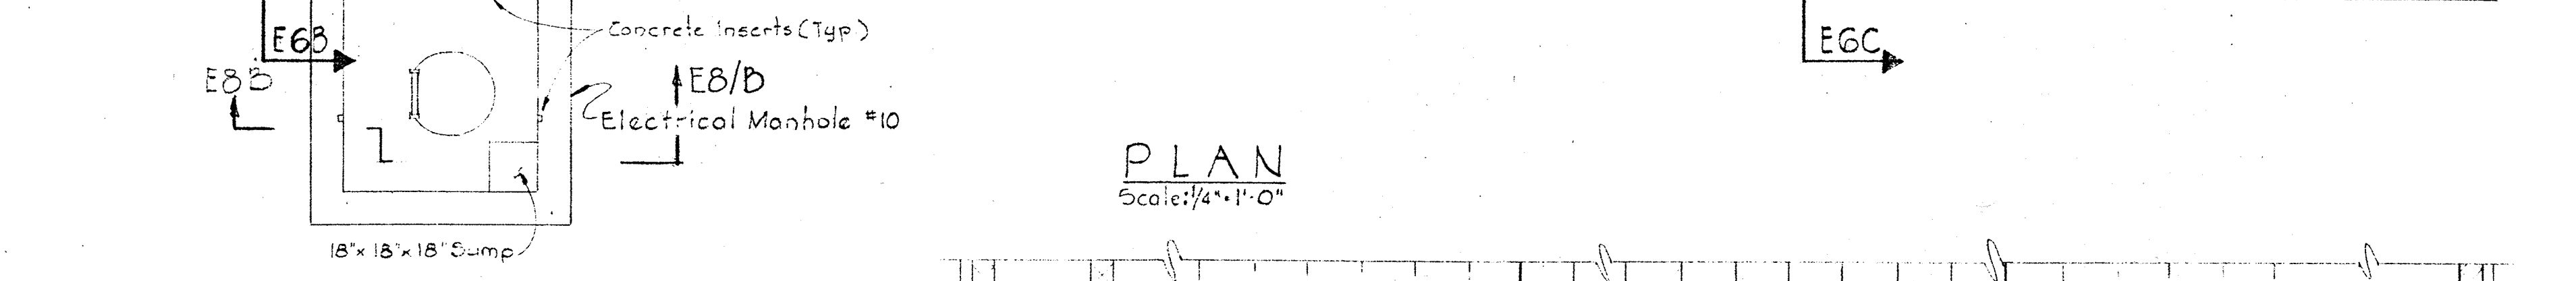 Concrete Inserts (Typ.)
E6B
E6C
E8B
E8/B
Electrical Manhole #10
PLAN
Scale: 1/4" = 1'-0"
18" x 18" x 18" Sump